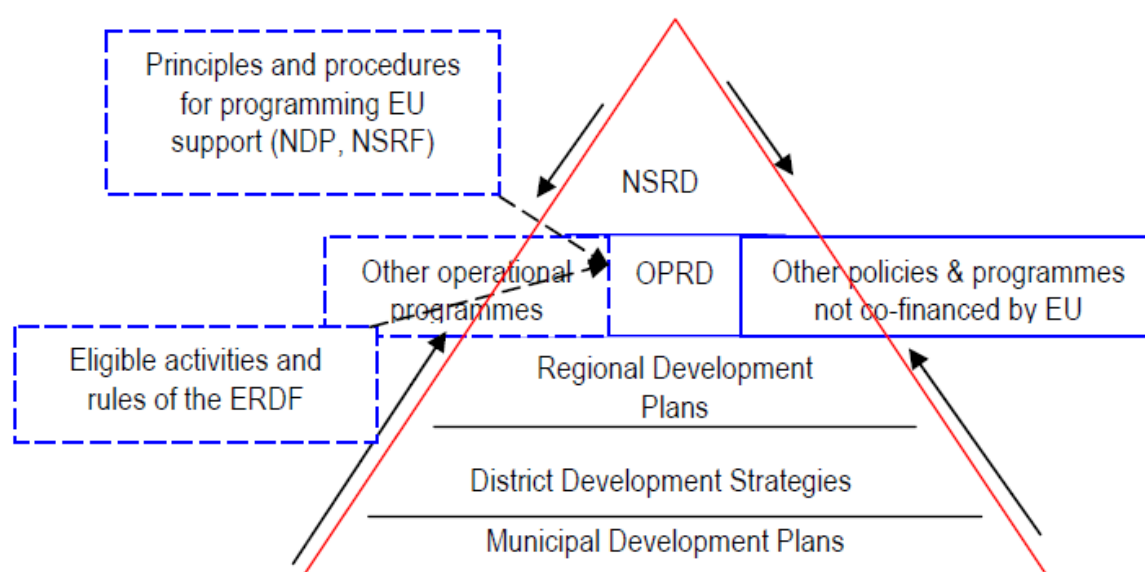 Principles and procedures
for programming EU
support (NDP, NSRF)
NSRD
Other operational
programmes
OPRD
Other policies & programmes
not co-financed by EU
Eligible activities and
rules of the ERDF
Regional Development
Plans
District Development Strategies
Municipal Development Plans